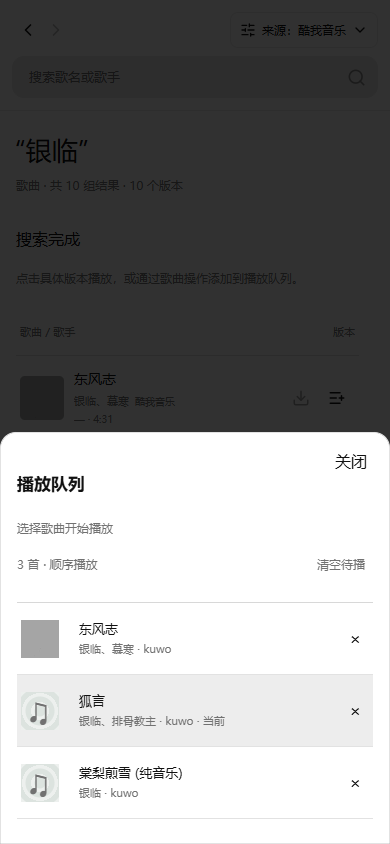 来源：酷我音乐
搜索歌名或歌手
“银临”
歌曲 · 共 10 组结果 · 10 个版本
搜索完成
点击具体版本播放，或通过歌曲操作添加到播放队列。
歌曲 / 歌手
版本
东风志
银临、慕寒 酷我音乐
— · 4:31
关闭
播放队列
选择歌曲开始播放
3 首 · 顺序播放
清空待播
东风志
银临、慕寒 · kuwo
狐言
银临、排骨教主 · kuwo · 当前
棠梨煎雪 (纯音乐)
银临 · kuwo